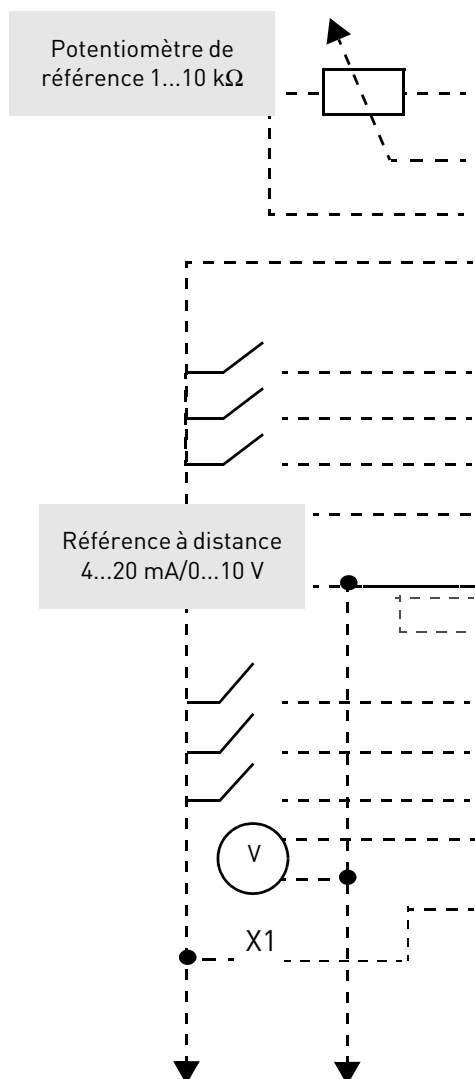 Potentiomètre de
référence 1...10 kΩ
Référence à distance
4...20 mA/0...10 V
V
X1